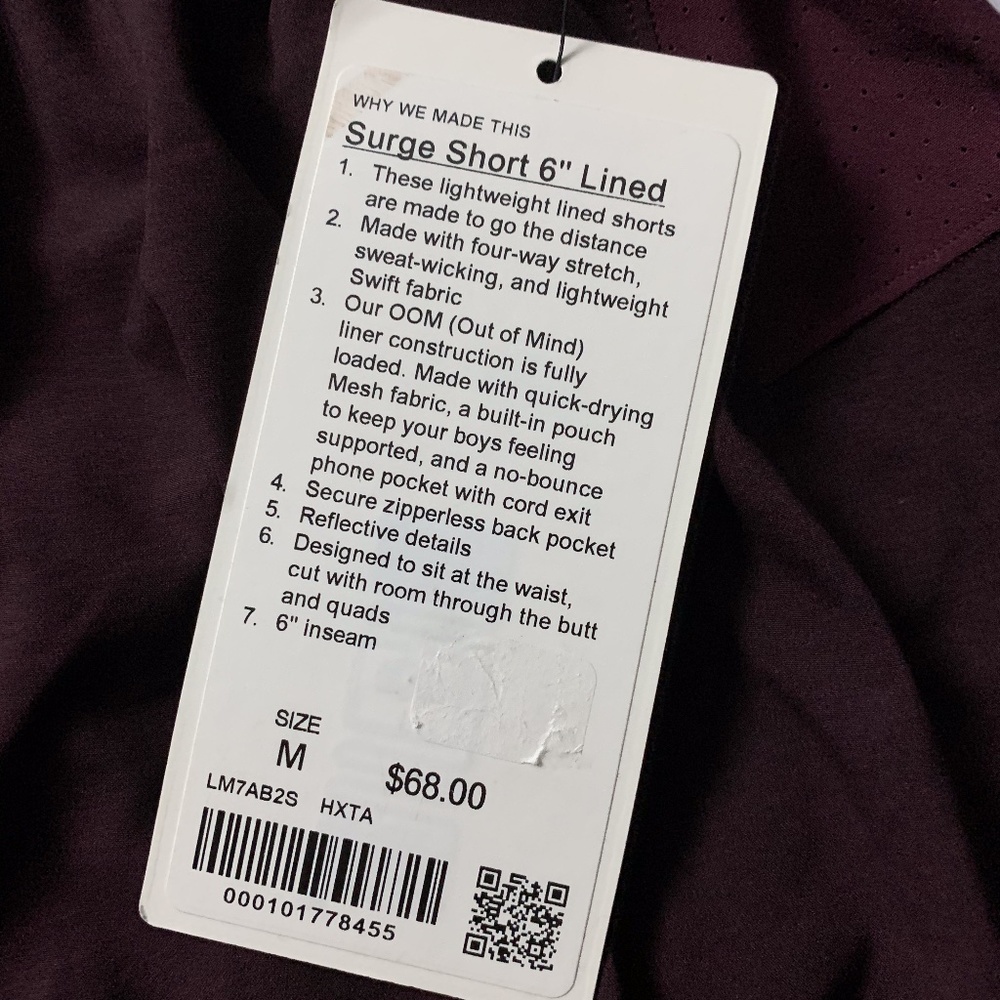 WHY WE MADE THIS
Surge Short 6" Lined
1. These lightweight lined shorts
are made to go the distance
2. Made with four-way stretch,
sweat-wicking, and lightweight
Swift fabric
3. Our OOM (Out of Mind)
liner construction is fully
loaded. Made with quick-drying
Mesh fabric, a built-in pouch
to keep your boys feeling
supported, and a no-bounce
phone pocket with cord exit
4. Secure zipperless back pocket
5. Reflective details
6. Designed to sit at the waist,
cut with room through the butt
and quads
7. 6" inseam
SIZE
M
$68.00
LM7AB2S HXTA
000101778455